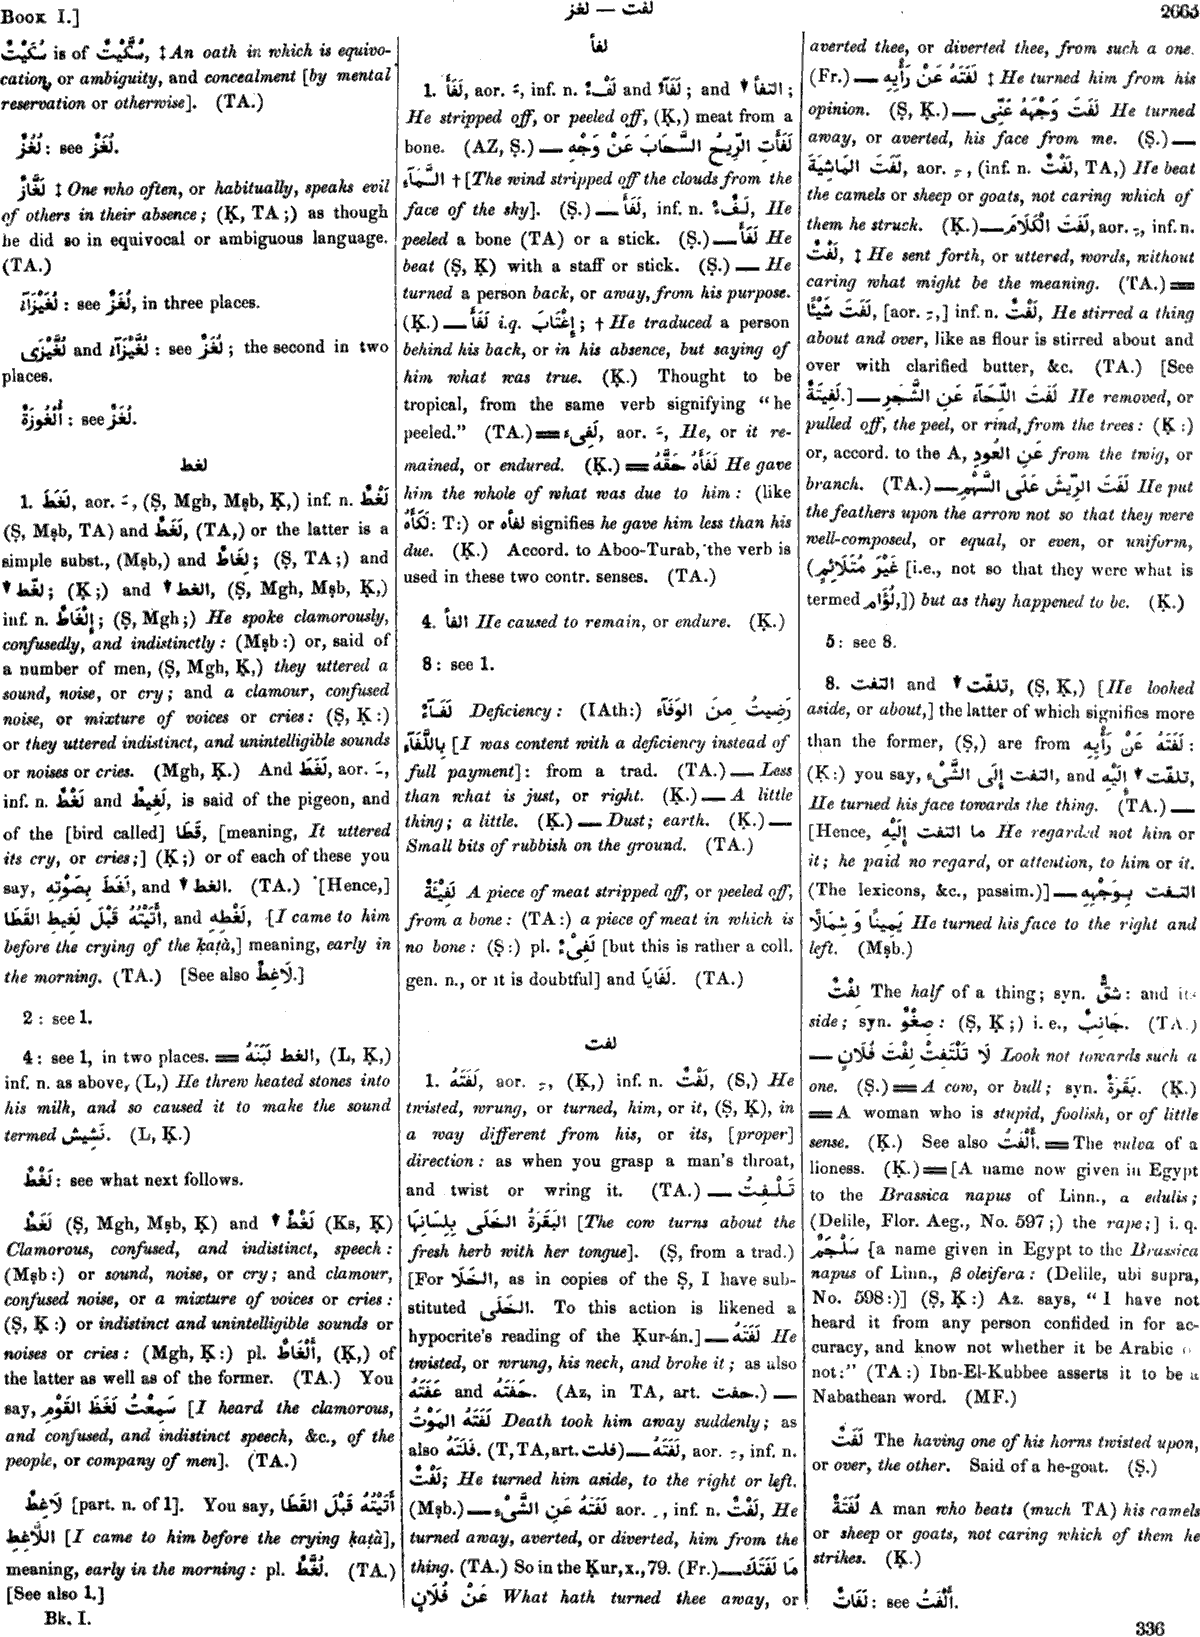 Book I.]
لفت — لغز
2663
سُكَيْتٌ is of سُكَّيْتٌ, ‡ An oath in which is equivo-
cation, or ambiguity, and concealment [by mental
reservation or otherwise]. (TA.)
لُغُزٌ : see لُغَزٌ.
لَغَّازٌ ‡ One who often, or habitually, speaks evil
of others in their absence; (Ḳ, TA;) as though
he did so in equivocal or ambiguous language.
(TA.)
لُغَيْزَآءُ : see لُغَزٌ, in three places.
لُغَّيْزَى and لُغَّيْزَآءُ : see لُغَزٌ ; the second in two
places.
أُلْغُوزَةٌ : see لُغَزٌ.
لغط
1. لَغَطَ, aor. ـَ, (Ṣ, Mgh, Mṣb, Ḳ,) inf. n. لَغْطٌ
(Ṣ, Mṣb, TA) and لَغَطٌ, (TA,) or the latter is a
simple subst., (Mṣb,) and لِغَاطٌ; (Ṣ, TA;) and
▼ لغّط; (Ḳ;) and ▼ الغط, (Ṣ, Mgh, Mṣb, Ḳ,)
inf. n. إِلْغَاطٌ; (Ṣ, Mgh;) He spoke clamorously,
confusedly, and indistinctly: (Mṣb:) or, said of
a number of men, (Ṣ, Mgh, Ḳ,) they uttered a
sound, noise, or cry; and a clamour, confused
noise, or mixture of voices or cries: (Ṣ, Ḳ:)
or they uttered indistinct, and unintelligible sounds
or noises or cries. (Mgh, Ḳ.) And لَغَطَ, aor. ـَ,
inf. n. لَغْطٌ and لَغِيطٌ, is said of the pigeon, and
of the [bird called] قَطَا, [meaning, It uttered
its cry, or cries;] (Ḳ;) or of each of these you
say, لَغَطَ بِصَوْتِهِ, and ▼ الغط. (TA.) [Hence,]
أَتَيْتُهُ قَبْلَ لَغِيطِ القَطَا, and لَغْطِهِ, [I came to him
before the crying of the ḳaṭà,] meaning, early in
the morning. (TA.) [See also لَاغِطٌ.]
2 : see 1.
4 : see 1, in two places. = الغط لَبَنَهُ, (L, Ḳ,)
inf. n. as above, (L,) He threw heated stones into
his milk, and so caused it to make the sound
termed نَشِيش. (L, Ḳ.)
لَغْطٌ : see what next follows.
لَغَطٌ (Ṣ, Mgh, Mṣb, Ḳ) and ▼ لَغْطٌ (Ks, Ḳ)
Clamorous, confused, and indistinct, speech:
(Mṣb:) or sound, noise, or cry; and clamour,
confused noise, or a mixture of voices or cries:
(Ṣ, Ḳ:) or indistinct and unintelligible sounds or
noises or cries: (Mgh, Ḳ:) pl. أَلْغَاطٌ, (Ḳ,) of
the latter as well as of the former. (TA.) You
say, سَمِعْتُ لَغَطَ القَوْمِ [I heard the clamorous,
and confused, and indistinct speech, &c., of the
people, or company of men]. (TA.)
لَاغِطٌ [part. n. of 1]. You say, أَتَيْتُهُ قَبْلَ القَطَا
اللَّاغِطِ [I came to him before the crying ḳaṭà],
meaning, early in the morning: pl. لُغَّطٌ. (TA.)
[See also 1.]
Bk. I.
لفأ
1. لَفَأَ, aor. ـَ, inf. n. لَفْءٌ and لَفَآءٌ ; and ▼ التفأ ;
He stripped off, or peeled off, (Ḳ,) meat from a
bone. (AZ, Ṣ.) — لَفَأَتِ الرِّيحُ السَّحَابَ عَنْ وَجْهِ
السَّمَآءِ † [The wind stripped off the clouds from the
face of the sky]. (Ṣ.) — لَفَأَ, inf. n. لَفْءٌ, He
peeled a bone (TA) or a stick. (Ṣ.) — لَفَأَ He
beat (Ṣ, Ḳ) with a staff or stick. (Ṣ.) — He
turned a person back, or away, from his purpose.
(Ḳ.) — لَفَأَ i.q. إِغْتَابَ ; † He traduced a person
behind his back, or in his absence, but saying of
him what was true. (Ḳ.) Thought to be
tropical, from the same verb signifying "he
peeled." (TA.) = لَفِىءَ, aor. ـَ, He, or it re-
mained, or endured. (Ḳ.) = لَفَأَهُ حَقَّهُ He gave
him the whole of what was due to him: (like
لَكَأَهُ: T:) or لفأه signifies he gave him less than his
due. (Ḳ.) Accord. to Aboo-Turab, the verb is
used in these two contr. senses. (TA.)
4. الفأ He caused to remain, or endure. (Ḳ.)
8 : see 1.
لَفَآءٌ Deficiency: (IAth:) رَضِيتُ مِنَ الوَفَآءِ
بِاللَّفَآءِ [I was content with a deficiency instead of
full payment]: from a trad. (TA.) — Less
than what is just, or right. (Ḳ.) — A little
thing; a little. (Ḳ.) — Dust; earth. (Ḳ.) —
Small bits of rubbish on the ground. (TA.)
لَفِيْئَةٌ A piece of meat stripped off, or peeled off,
from a bone: (TA:) a piece of meat in which is
no bone: (Ṣ:) pl. لَفِىْءٌ [but this is rather a coll.
gen. n., or it is doubtful] and لَفَايَا. (TA.)
لفت
1. لَفَتَهُ, aor. ـِ, (Ḳ,) inf. n. لَفْتٌ, (Ṣ,) He
twisted, wrung, or turned, him, or it, (Ṣ, Ḳ), in
a way different from his, or its, [proper]
direction: as when you grasp a man's throat,
and twist or wring it. (TA.) — تَلْفِتُ
البَقَرَةُ الخَلَى بِلِسَانِهَا [The cow turns about the
fresh herb with her tongue]. (Ṣ, from a trad.)
[For الخَلَا, as in copies of the Ṣ, I have sub-
stituted الخَلَى. To this action is likened a
hypocrite's reading of the Ḳur-án.] — لَفَتَهُ He
twisted, or wrung, his neck, and broke it; as also
عَفَتَهُ and حَفَتَهُ. (Az, in TA, art. حفت.) —
لَفَتَهُ المَوْتُ Death took him away suddenly; as
also فَلَتَهُ. (T, TA, art. فلت) — لَفَتَهُ, aor. ـِ, inf. n.
لَفْتٌ; He turned him aside, to the right or left.
(Mṣb.) — لَفَتَهُ عَنِ الشَّىْءِ aor. ـِ, inf. n. لَفْتٌ, He
turned away, averted, or diverted, him from the
thing. (TA.) So in the Ḳur, x., 79. (Fr.) — مَا لَفَتَكَ
عَنْ فُلَانٍ What hath turned thee away, or
averted thee, or diverted thee, from such a one.
(Fr.) — لَفَتَهُ عَنْ رَأْيِهِ ‡ He turned him from his
opinion. (Ṣ, Ḳ.) — لَفَتَ وَجْهَهُ عَنِّى He turned
away, or averted, his face from me. (Ṣ.) —
لَفَتَ المَاشِيَةَ, aor. ـِ, (inf. n. لَفْتٌ, TA,) He beat
the camels or sheep or goats, not caring which of
them he struck. (Ḳ.) — لَفَتَ الكَلَامَ, aor. ـِ, inf. n.
لَفْتٌ, ‡ He sent forth, or uttered, words, without
caring what might be the meaning. (TA.) =
لَفَتَ شَيْئًا, [aor. ـِ,] inf. n. لَفْتٌ, He stirred a thing
about and over, like as flour is stirred about and
over with clarified butter, &c. (TA.) [See
لَفِيتَةٌ.] — لَفَتَ اللِّحَآءَ عَنِ الشَّجَرِ He removed, or
pulled off, the peel, or rind, from the trees: (Ḳ:)
or, accord. to the A, عَنِ العُودِ from the twig, or
branch. (TA.) — لَفَتَ الرِّيشَ عَلَى السَّهْمِ He put
the feathers upon the arrow not so that they were
well-composed, or equal, or even, or uniform,
(غَيْرَ مُتَلَائِمٍ [i.e., not so that they were what is
termed لُؤَام,]) but as they happened to be. (Ḳ.)
5 : see 8.
8. التفت and ▼ تلفّت, (Ṣ, Ḳ,) [He looked
aside, or about,] the latter of which signifies more
than the former, (Ṣ,) are from لَفَتَهُ عَنْ رَأْيِهِ :
(Ḳ:) you say, التفت إِلَى الشَّىْءِ, and ▼ تلفّت إِلَيْهِ,
He turned his face towards the thing. (TA.) —
[Hence, ما التفت إِلَيْهِ He regarded not him or
it; he paid no regard, or attention, to him or it.
(The lexicons, &c., passim.)] — التفت بِوَجْهِهِ
يَمِينًا وَ شِمَالًا He turned his face to the right and
left. (Mṣb.)
لِفْتٌ The half of a thing; syn. شِقٌّ : and its
side; syn. صِغْوٌ : (Ṣ, Ḳ;) i. e., جَانِبٌ. (TA.)
— لَا تَلْتَفِتْ لِفْتَ فُلَانٍ Look not towards such a
one. (Ṣ.) = A cow, or bull; syn. بَقَرَةٌ. (Ḳ.)
= A woman who is stupid, foolish, or of little
sense. (Ḳ.) See also أَلْفَتُ. = The vulva of a
lioness. (Ḳ.) = [A name now given in Egypt
to the Brassica napus of Linn., a edulis;
(Delile, Flor. Aeg., No. 597;) the rape;] i. q.
سَلْجَمٌ [a name given in Egypt to the Brassica
napus of Linn., β oleifera: (Delile, ubi supra,
No. 598:)] (Ṣ, Ḳ:) Az. says, "I have not
heard it from any person confided in for ac-
curacy, and know not whether it be Arabic o
not:" (TA:) Ibn-El-Kubbee asserts it to be a
Nabathean word. (MF.)
لَفَتٌ The having one of his horns twisted upon,
or over, the other. Said of a he-goat. (Ṣ.)
لُفَتَةٌ A man who beats (much TA) his camels
or sheep or goats, not caring which of them he
strikes. (Ḳ.)
لَفَاتٌ : see أَلْفَتُ.
336